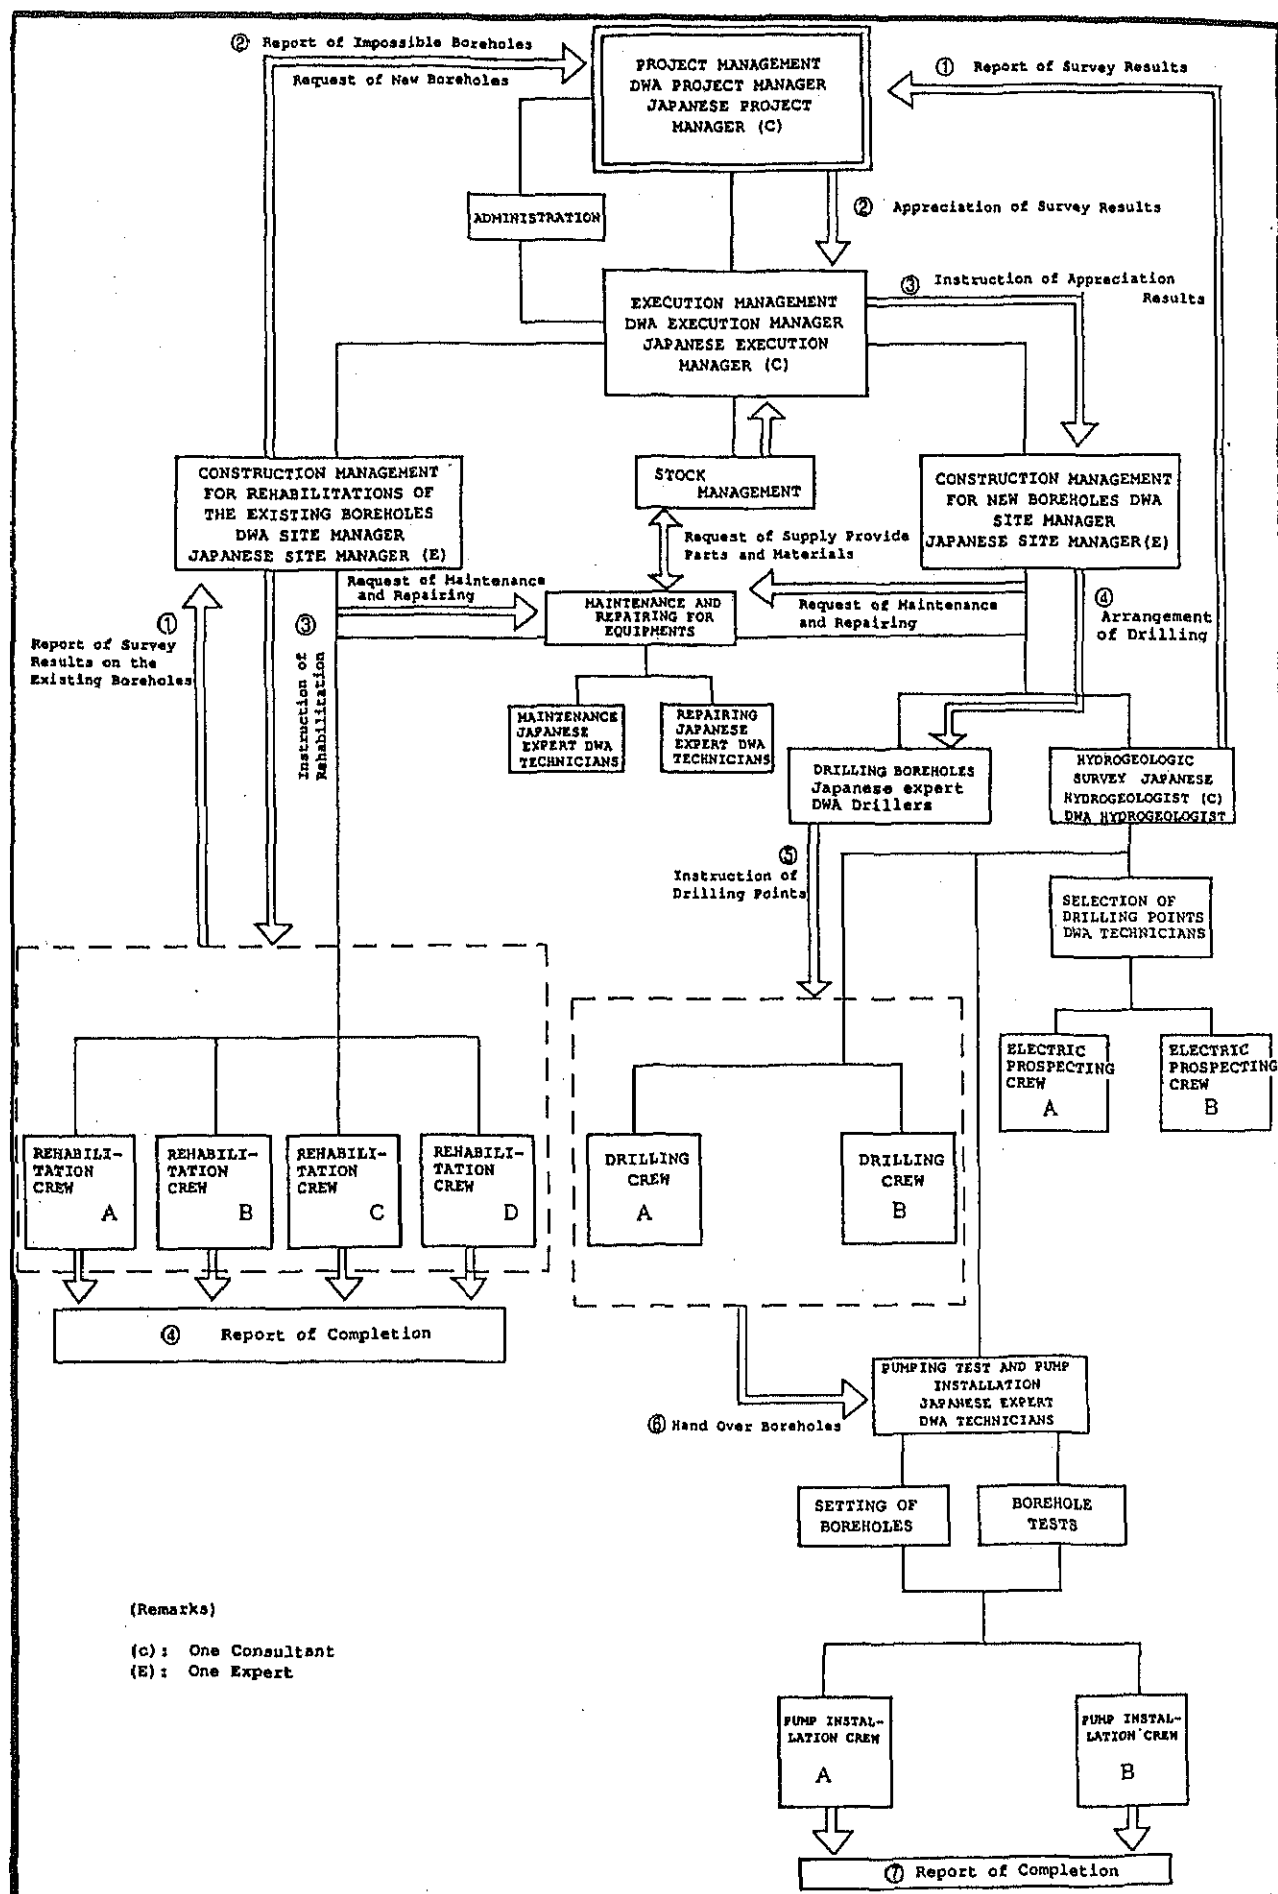 ② Report of Impossible Boreholes
Request of New Boreholes
PROJECT MANAGEMENT
DWA PROJECT MANAGER
JAPANESE PROJECT
MANAGER (C)
① Report of Survey Results
② Appreciation of Survey Results
ADMINISTRATION
EXECUTION MANAGEMENT
DWA EXECUTION MANAGER
JAPANESE EXECUTION
MANAGER (C)
③ Instruction of Appreciation
Results
CONSTRUCTION MANAGEMENT
FOR REHABILITATIONS OF
THE EXISTING BOREHOLES
DWA SITE MANAGER
JAPANESE SITE MANAGER (E)
STOCK
MANAGEMENT
CONSTRUCTION MANAGEMENT
FOR NEW BOREHOLES DWA
SITE MANAGER
JAPANESE SITE MANAGER(E)
Request of Supply Provide
Parts and Materials
Request of Maintenance
and Repairing
MAINTENANCE AND
REPAIRING FOR
EQUIPMENTS
Request of Maintenance
and Repairing
④
Arrangement
of Drilling
①
Report of Survey
Results on the
Existing Boreholes
③
Instruction of
Rehabilitation
MAINTENANCE
JAPANESE
EXPERT DWA
TECHNICIANS
REPAIRING
JAPANESE
EXPERT DWA
TECHNICIANS
DRILLING BOREHOLES
Japanese expert
DWA Drillers
HYDROGEOLOGIC
SURVEY JAPANESE
HYDROGEOLOGIST (C)
DWA HYDROGEOLOGIST
⑤
Instruction of
Drilling Points
SELECTION OF
DRILLING POINTS
DWA TECHNICIANS
ELECTRIC
PROSPECTING
CREW
A
ELECTRIC
PROSPECTING
CREW
B
REHABILI-
TATION
CREW
A
REHABILI-
TATION
CREW
B
REHABILI-
TATION
CREW
C
REHABILI-
TATION
CREW
D
DRILLING
CREW
A
DRILLING
CREW
B
④ Report of Completion
PUMPING TEST AND PUMP
INSTALLATION
JAPANESE EXPERT
DWA TECHNICIANS
⑥ Hand Over Boreholes
SETTING OF
BOREHOLES
BOREHOLE
TESTS
(Remarks)
(c): One Consultant
(E): One Expert
PUMP INSTAL-
LATION CREW
A
PUMP INSTAL-
LATION CREW
B
⑦ Report of Completion